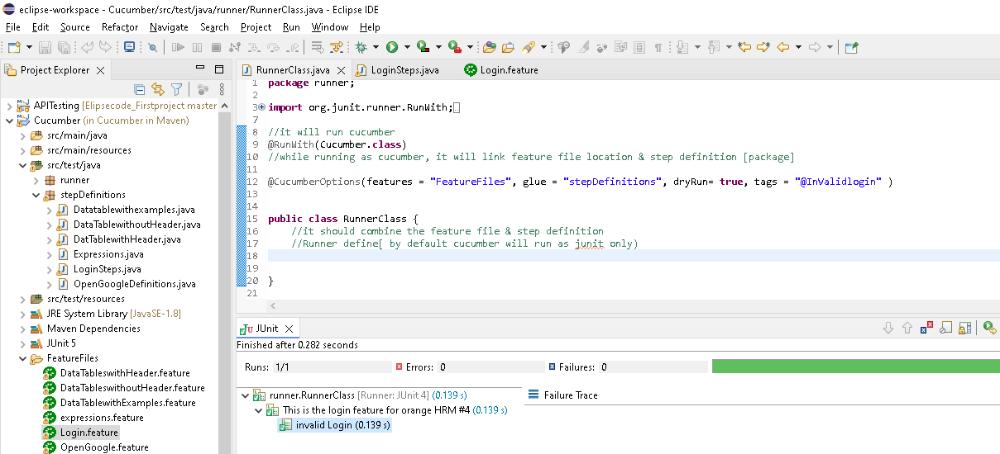 eclipse-workspace - Cucumber/src/test/java/runner/RunnerClass.java - Eclipse IDE
File Edit Source Refactor Navigate Search Project Run Window Help
Project Explorer
APITesting [Elipsecode_Firstproject master
Cucumber (in Cucumber in Maven)
src/main/java
src/main/resources
src/test/java
runner
stepDefinitions
Datatablewithexamples.java
DataTablewithoutHeader.java
DatTablewithHeader.java
Expressions.java
LoginSteps.java
OpenGoogleDefinitions.java
src/test/resources
JRE System Library [JavaSE-1.8]
Maven Dependencies
JUnit 5
FeatureFiles
DataTableswithHeader.feature
DataTableswithoutHeader.feature
DataTablewithExamples.feature
expressions.feature
Login.feature
OpenGoogle.feature
RunnerClass.java LoginSteps.java Login.feature
1 package runner;
2
3 import org.junit.runner.RunWith;
7
8 //it will run cucumber
9 @RunWith(Cucumber.class)
10 //while running as cucumber, it will link feature file location & step definition [package]
11
12 @CucumberOptions(features = "FeatureFiles", glue = "stepDefinitions", dryRun= true, tags = "@InValidlogin" )
13
14
15 public class RunnerClass {
16 //it should combine the feature file & step definition
17 //Runner define[ by default cucumber will run as junit only)
18
19
20 }
21
JUnit
Finished after 0.282 seconds
Runs: 1/1 Errors: 0 Failures: 0
runner.RunnerClass [Runner: JUnit 4] (0.139 s)
This is the login feature for orange HRM #4 (0.139 s)
invalid Login (0.139 s)
Failure Trace